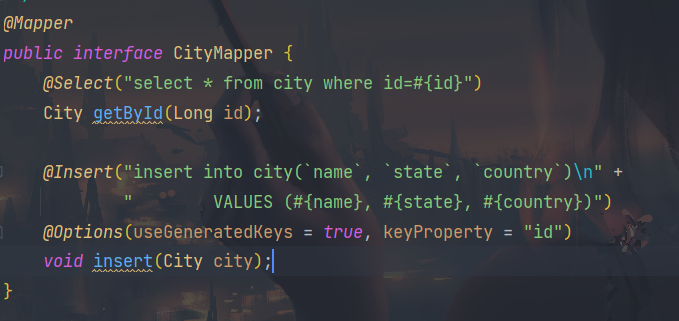 @Mapper
public interface CityMapper {
    @Select("select * from city where id=#{id}")
    City getById(Long id);

    @Insert("insert into city(`name`, `state`, `country`)\n" +
            "        VALUES (#{name}, #{state}, #{country})")
    @Options(useGeneratedKeys = true, keyProperty = "id")
    void insert(City city);
}